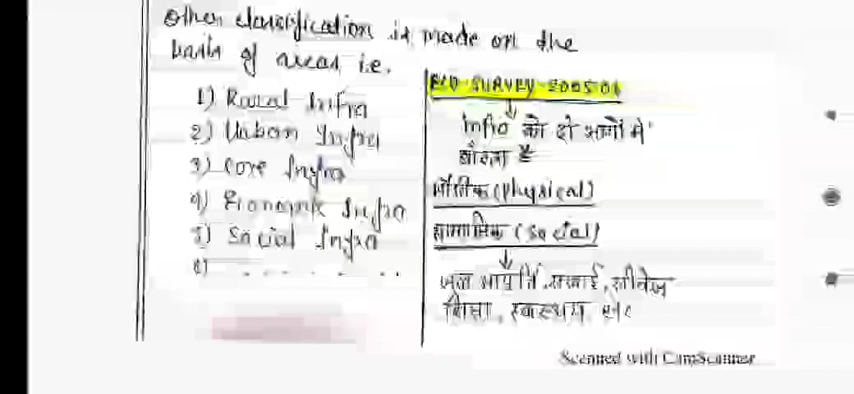 Other classification is made on the
basis of areas i.e.
1) Rural Infra
2) Urban Infra
3) Core Infra
4) Economic Infra
5) Social Infra
6)
ECO-SURVEY-2005-06
↓
Infra को दो भागों में
बाँटता है
भौतिक (Physical)
सामाजिक (Social)
↓
जल आपूर्ति, सफाई, सीवेज
शिक्षा, स्वास्थ्य etc
Scanned with CamScanner